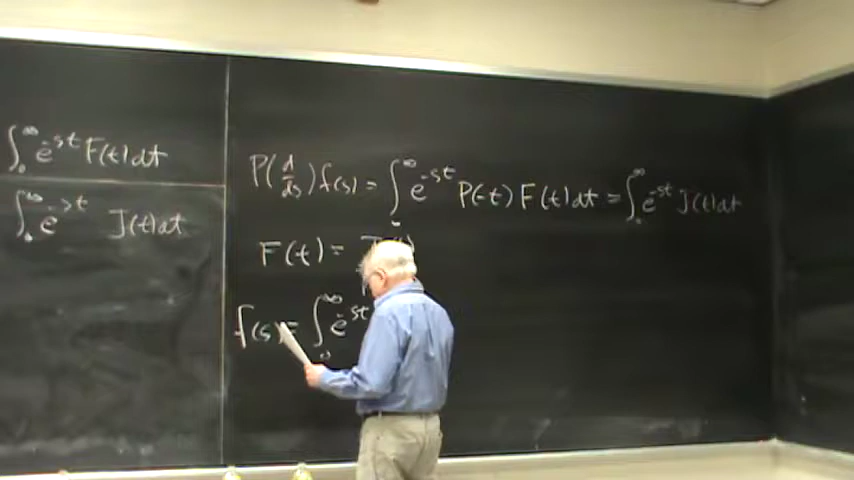 ∫₀^∞ e^{-st} F(t)dt
∫₀^∞ e^{-st} J(t)dt
P(d/ds)f(s) = ∫₀^∞ e^{-st} P(-t) F(t)dt = ∫₀^∞ e^{-st} J(t)dt
F(t) =
f(s) = ∫₀^∞ e^{-st}